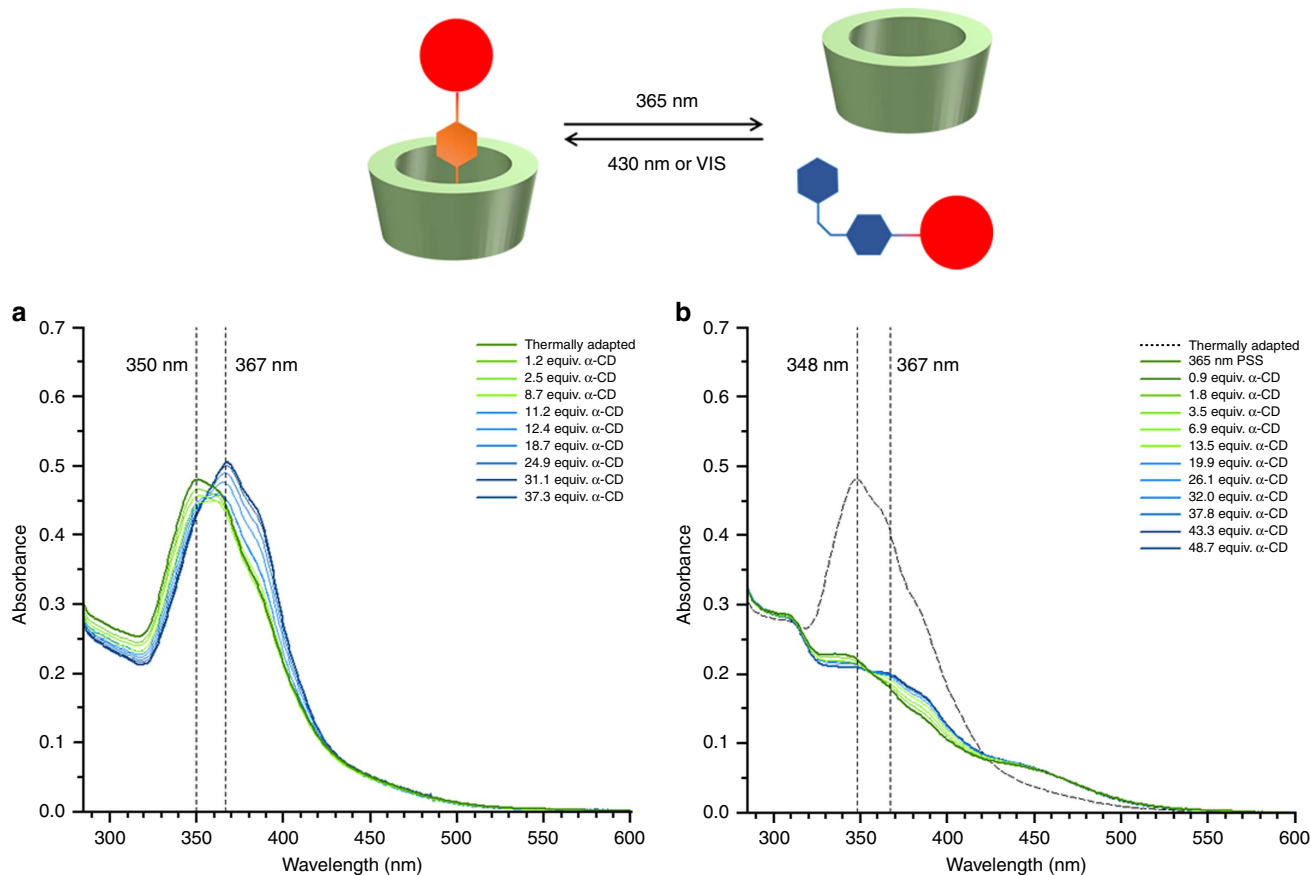 365 nm
430 nm or VIS
a
0.7
0.6
0.5
0.4
0.3
0.2
0.1
0.0
Absorbance
350 nm
367 nm
Thermally adapted
1.2 equiv. α-CD
2.5 equiv. α-CD
8.7 equiv. α-CD
11.2 equiv. α-CD
12.4 equiv. α-CD
18.7 equiv. α-CD
24.9 equiv. α-CD
31.1 equiv. α-CD
37.3 equiv. α-CD
300 350 400 450 500 550 600
Wavelength (nm)
b
0.7
0.6
0.5
0.4
0.3
0.2
0.1
0.0
Absorbance
348 nm
367 nm
Thermally adapted
365 nm PSS
0.9 equiv. α-CD
1.8 equiv. α-CD
3.5 equiv. α-CD
6.9 equiv. α-CD
13.5 equiv. α-CD
19.9 equiv. α-CD
26.1 equiv. α-CD
32.0 equiv. α-CD
37.8 equiv. α-CD
43.3 equiv. α-CD
48.7 equiv. α-CD
300 350 400 450 500 550 600
Wavelength (nm)